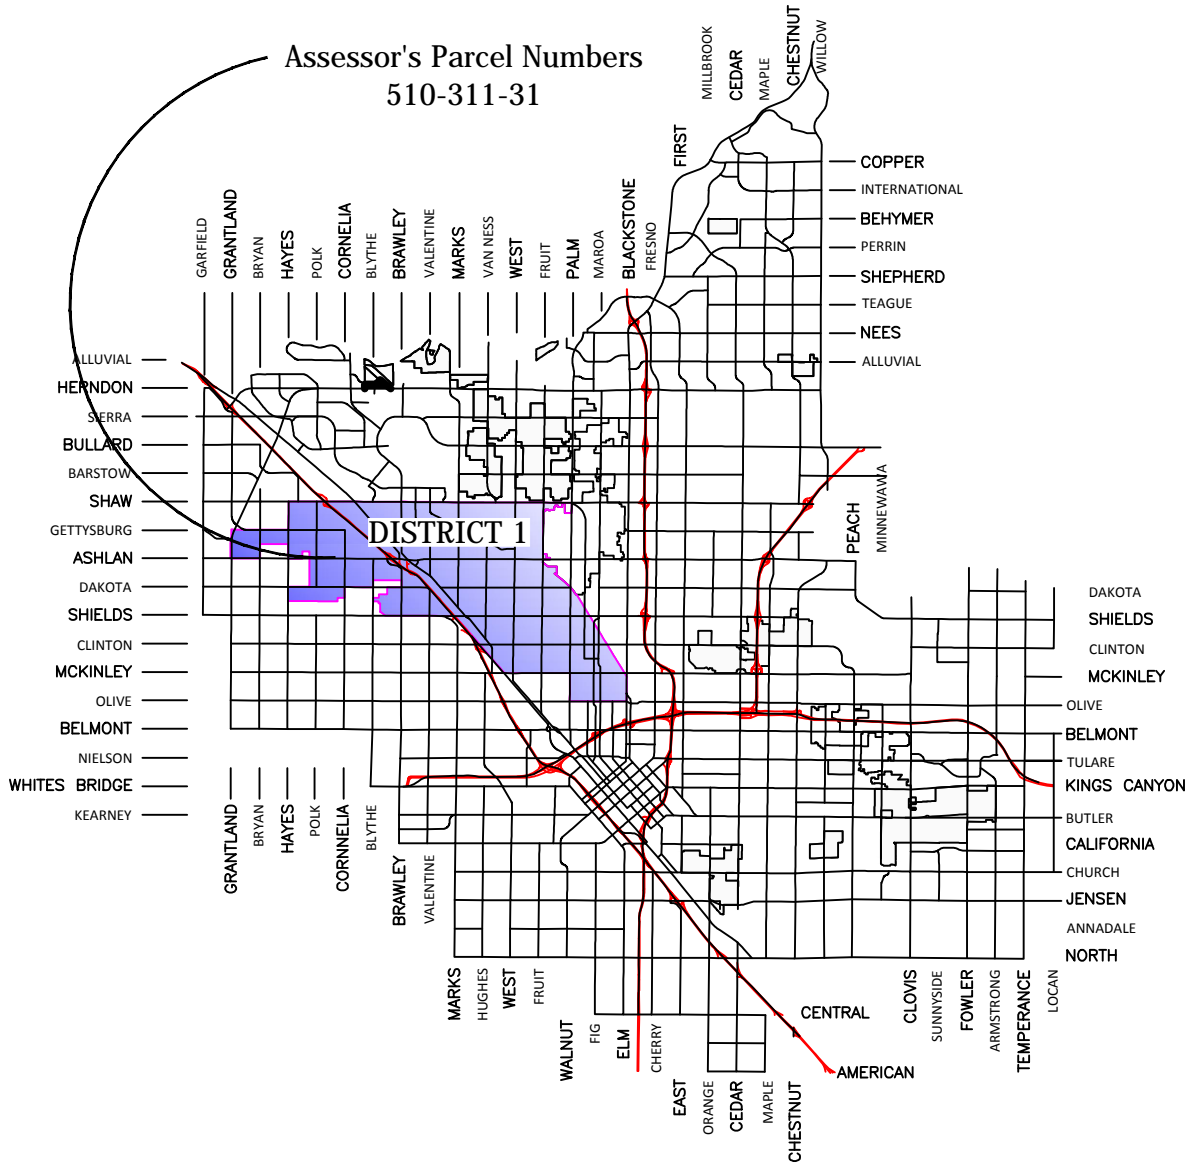 Assessor's Parcel Numbers
510-311-31
MILLBROOK
CEDAR
MAPLE
CHESTNUT
WILLOW
FIRST
COPPER
INTERNATIONAL
BEHYMER
PERRIN
SHEPHERD
TEAGUE
NEES
ALLUVIAL
GARFIELD
GRANTLAND
BRYAN
HAYES
POLK
CORNELIA
BLYTHE
BRAWLEY
VALENTINE
MARKS
VAN NESS
WEST
FRUIT
PALM
MAROA
BLACKSTONE
FRESNO
ALLUVIAL
HERNDON
SIERRA
BULLARD
BARSTOW
SHAW
GETTYSBURG
ASHLAN
DAKOTA
SHIELDS
CLINTON
MCKINLEY
OLIVE
BELMONT
NIELSON
WHITES BRIDGE
KEARNEY
DISTRICT 1
PEACH
MINNEWAWA
DAKOTA
SHIELDS
CLINTON
MCKINLEY
OLIVE
BELMONT
TULARE
KINGS CANYON
BUTLER
CALIFORNIA
CHURCH
JENSEN
ANNADALE
NORTH
GRANTLAND
BRYAN
HAYES
POLK
CORNNELIA
BLYTHE
BRAWLEY
VALENTINE
MARKS
HUGHES
WEST
FRUIT
WALNUT
FIG
ELM
CHERRY
EAST
ORANGE
CEDAR
MAPLE
CHESTNUT
CENTRAL
AMERICAN
CLOVIS
SUNNYSIDE
FOWLER
ARMSTRONG
TEMPERANCE
LOCAN